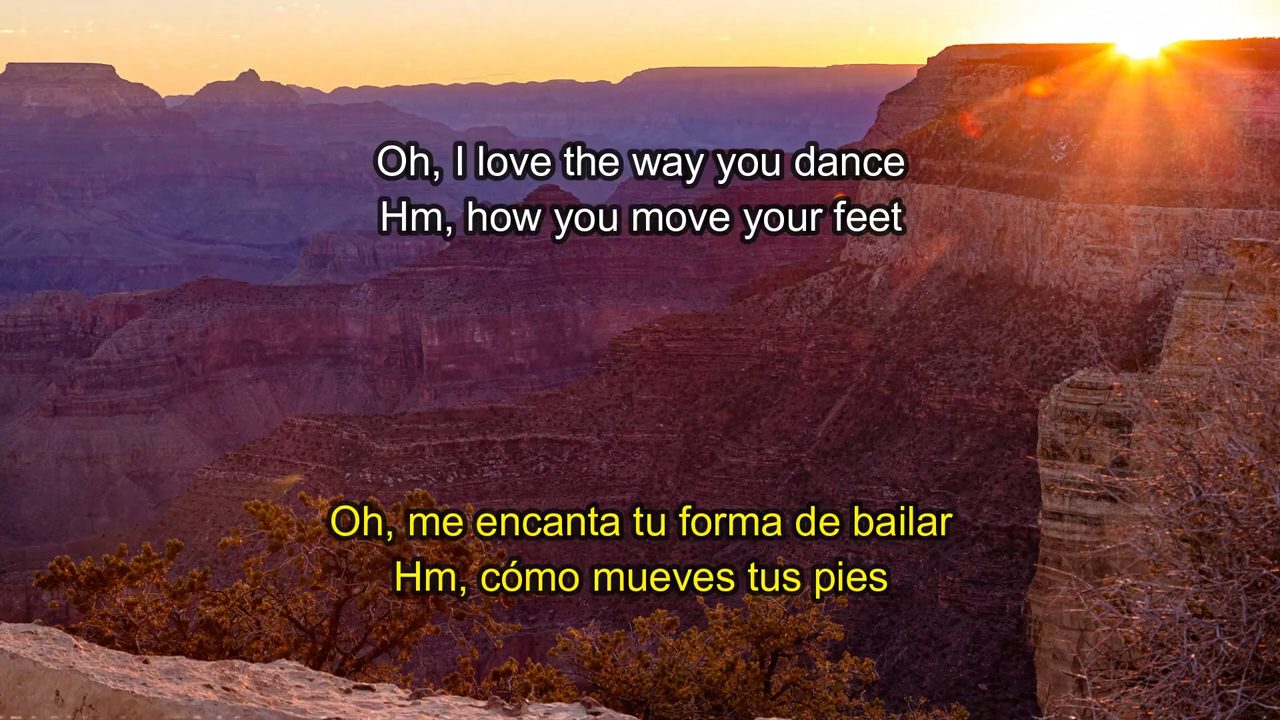 Oh, I love the way you dance
Hm, how you move your feet
Oh, me encanta tu forma de bailar
Hm, cómo mueves tus pies